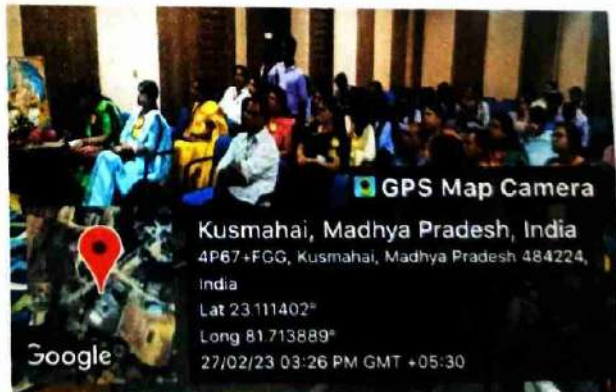 GPS Map Camera
Kusmahai, Madhya Pradesh, India
4P67+FGG, Kusmahai, Madhya Pradesh 484224,
India
Lat 23.111402°
Long 81.713889°
27/02/23 03:26 PM GMT +05:30
Google